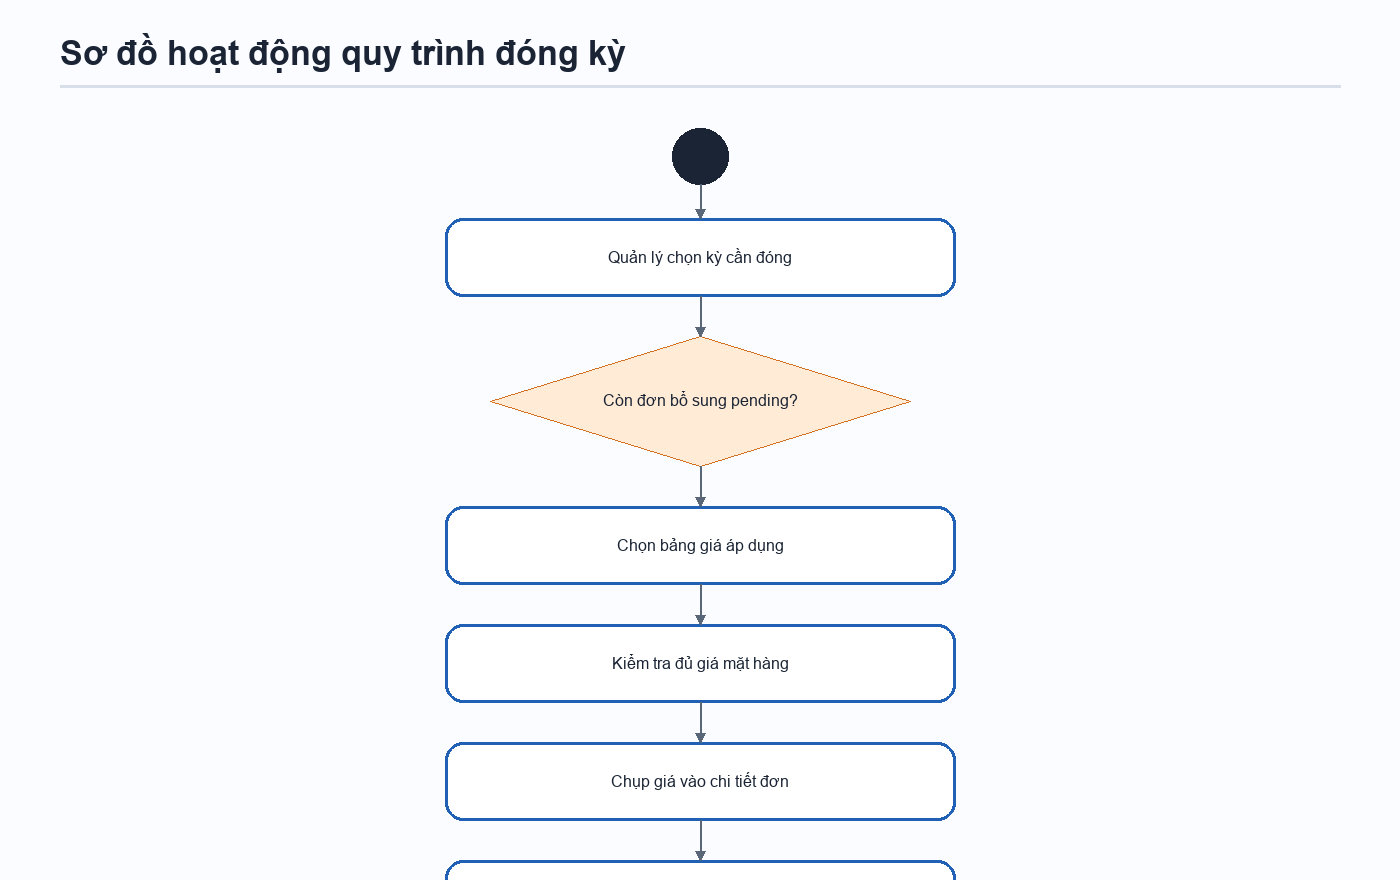 Sơ đồ hoạt động quy trình đóng kỳ
Quản lý chọn kỳ cần đóng
Còn đơn bổ sung pending?
Chọn bảng giá áp dụng
Kiểm tra đủ giá mặt hàng
Chụp giá vào chi tiết đơn